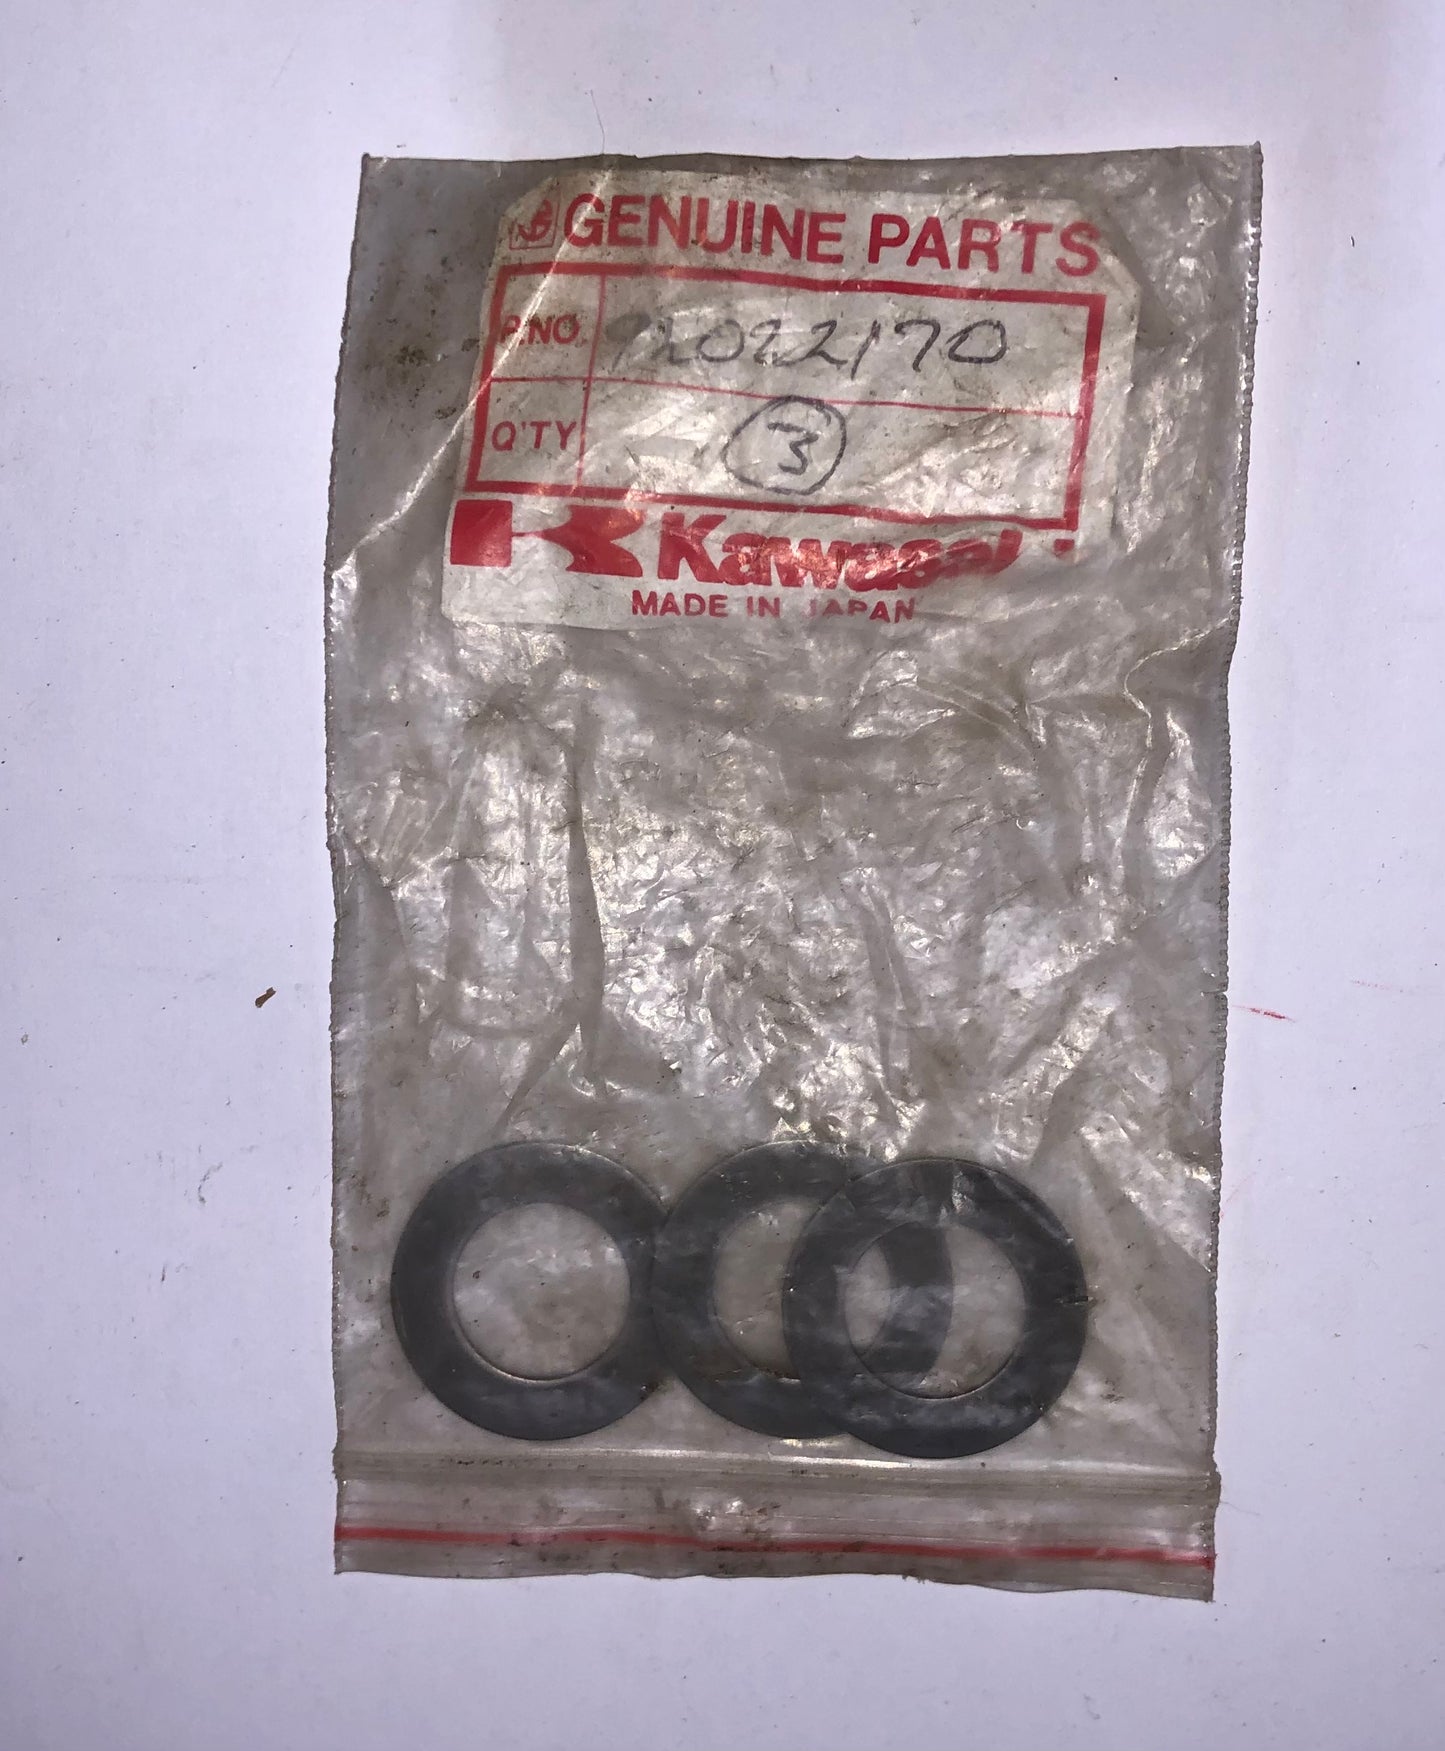 GENUINE PARTS
P.NO. 92022170
Q'TY 3
Kawasaki
MADE IN JAPAN